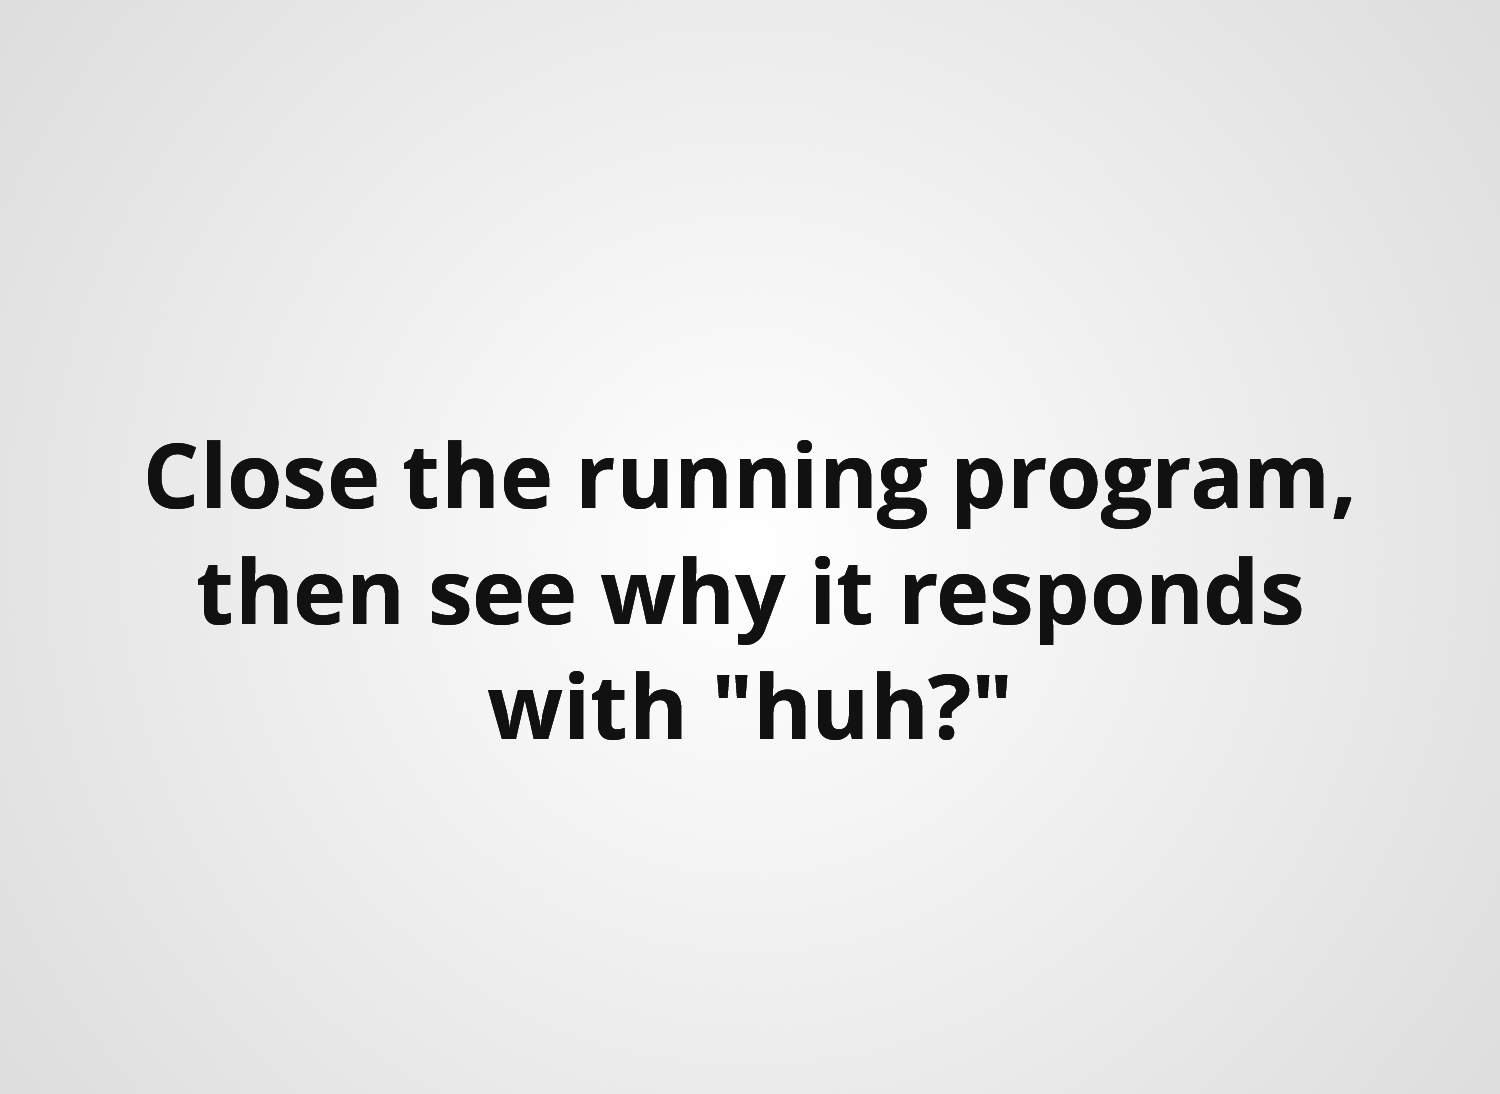 Close the running program,
then see why it responds
with "huh?"